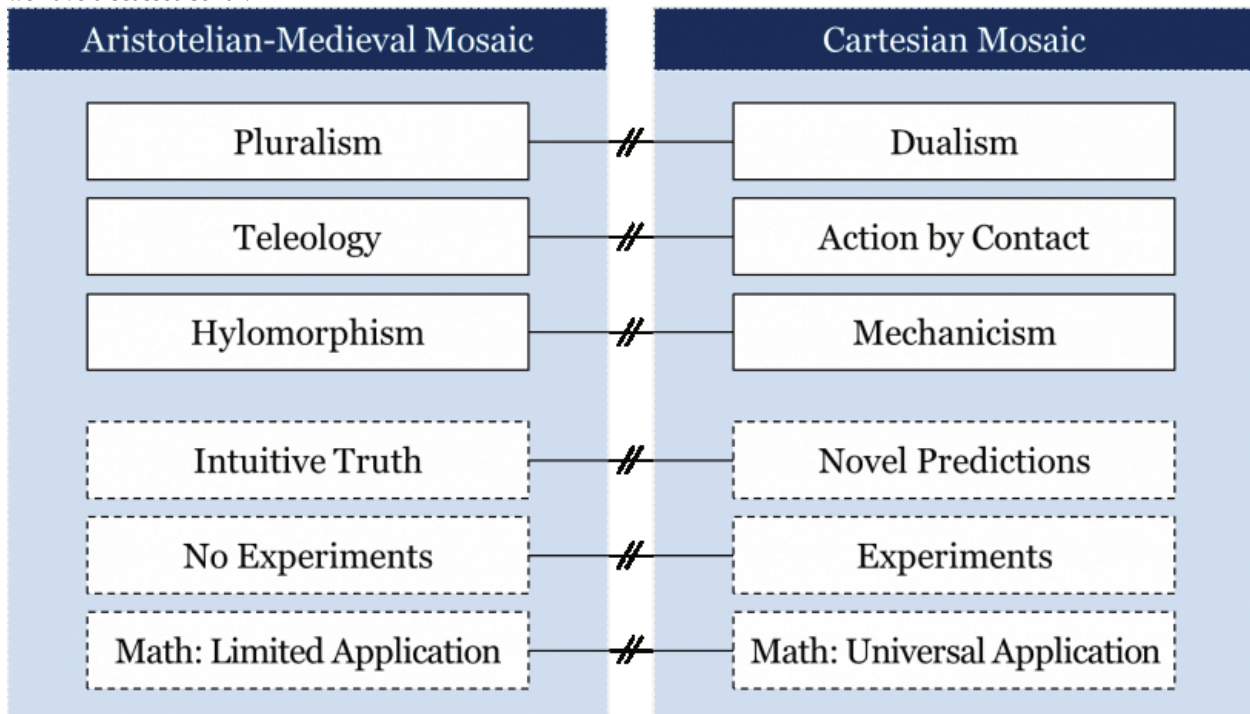 Aristotelian-Medieval Mosaic
Cartesian Mosaic
Pluralism
Dualism
Teleology
Action by Contact
Hylomorphism
Mechanicism
Intuitive Truth
Novel Predictions
No Experiments
Experiments
Math: Limited Application
Math: Universal Application